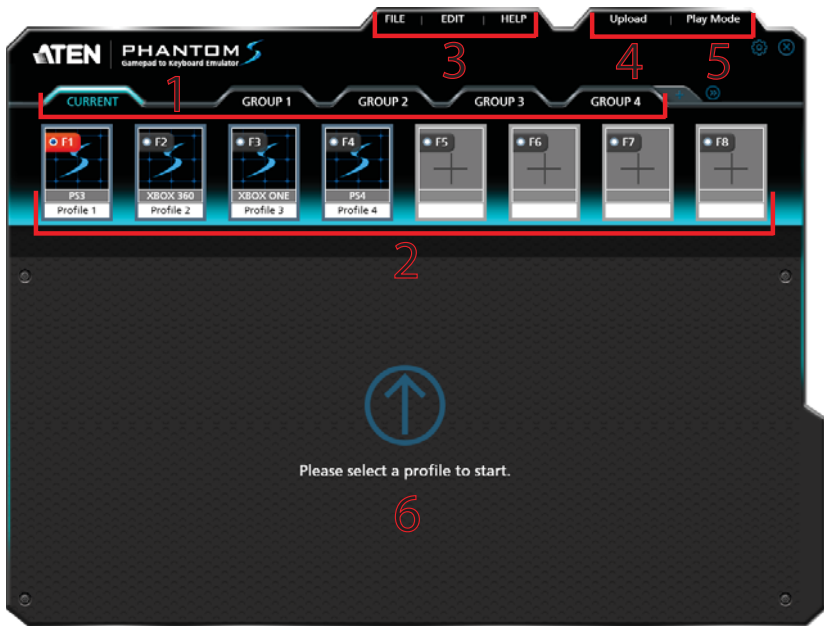 FILE | EDIT | HELP
Upload | Play Mode
ATEN PHANTOM S
Gamepad to Keyboard Emulator
3 4 5
1
CURRENT GROUP 1 GROUP 2 GROUP 3 GROUP 4
F1 F2 F3 F4 F5 F6 F7 F8
PS3 XBOX 360 XBOX ONE PS4
Profile 1 Profile 2 Profile 3 Profile 4
2
Please select a profile to start.
6